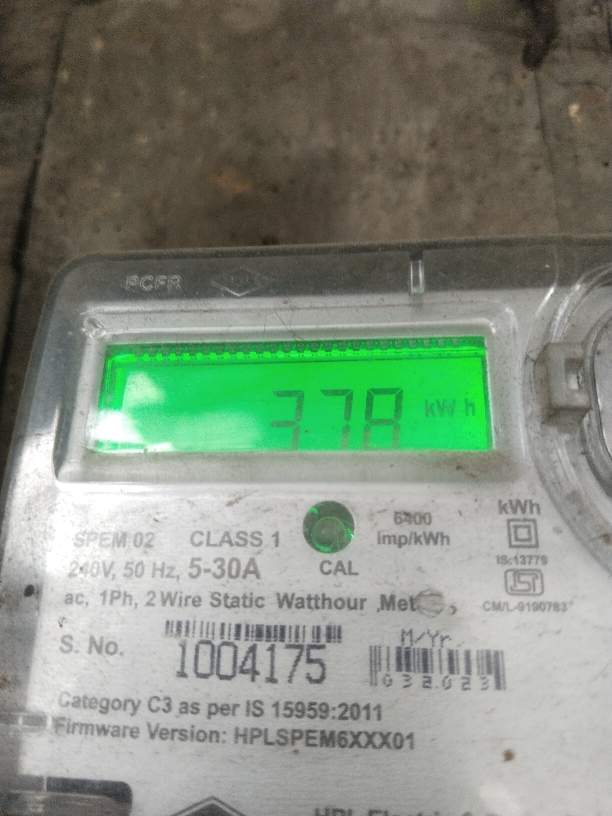 PCFR
378 kWh
SPEM 02 CLASS 1 6400 imp/kWh kWh
240V, 50 Hz, 5-30A CAL IS:13779
ac, 1Ph, 2 Wire Static Watthour CM/L-9190783
S. No. 1004175 M/Yr.
032023
Category C3 as per IS 15959:2011
Firmware Version: HPLSPEM6XXX01
HPL